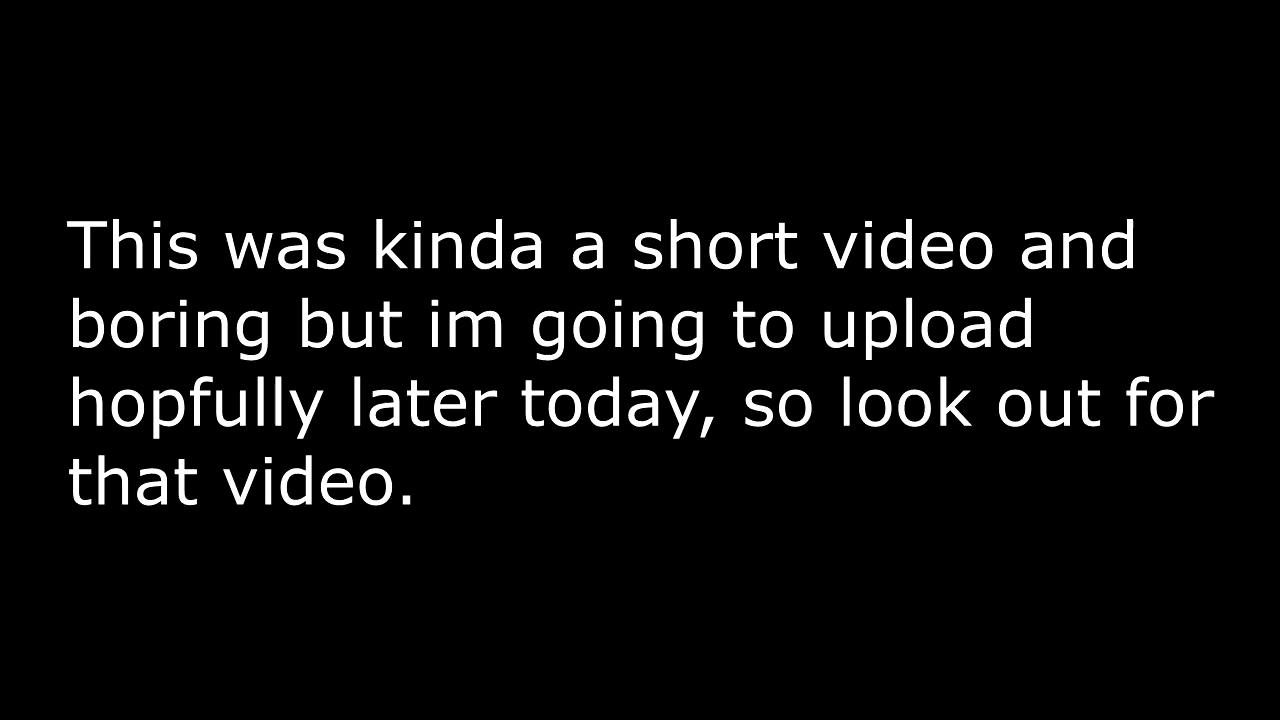 This was kinda a short video and
boring but im going to upload
hopfully later today, so look out for
that video.